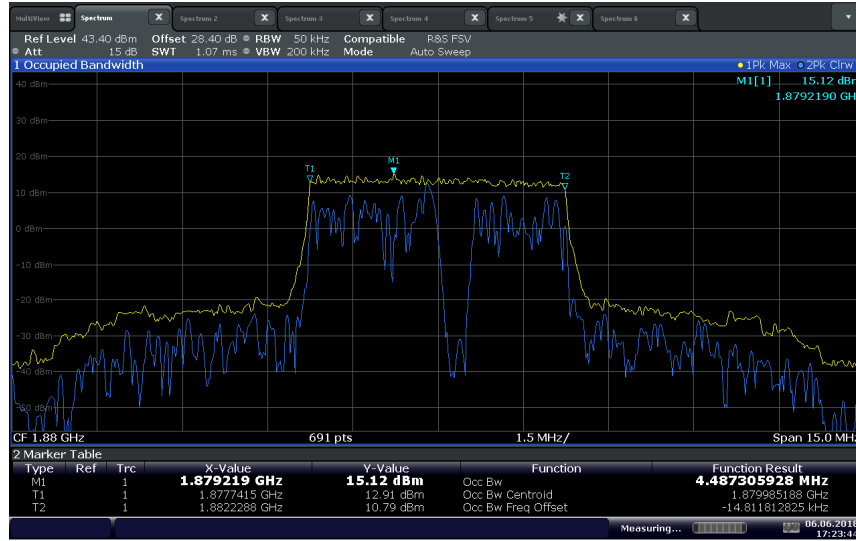 MultiView Spectrum X Spectrum 2 X Spectrum 3 X Spectrum 4 X Spectrum 5 X Spectrum 6 X
Ref Level 43.40 dBm Offset 28.40 dB RBW 50 kHz Compatible R&S FSV
Att 15 dB SWT 1.07 ms VBW 200 kHz Mode Auto Sweep
1 Occupied Bandwidth 1Pk Max 2Pk Clrw
M1[1] 15.12 dBm
1.8792190 GH
40 dBm
30 dBm
20 dBm
T1 M1 T2
10 dBm
0 dBm
-10 dBm
-20 dBm
-30 dBm
-40 dBm
-50 dBm
CF 1.88 GHz 691 pts 1.5 MHz/ Span 15.0 MHz
2 Marker Table
Type Ref Trc X-Value Y-Value Function Function Result
M1 1 1.879219 GHz 15.12 dBm Occ Bw 4.487305928 MHz
T1 1 1.8777415 GHz 12.91 dBm Occ Bw Centroid 1.879985188 GHz
T2 1 1.8822288 GHz 10.79 dBm Occ Bw Freq Offset -14.811812825 kHz
Measuring... 06.06.2018
17:23:44